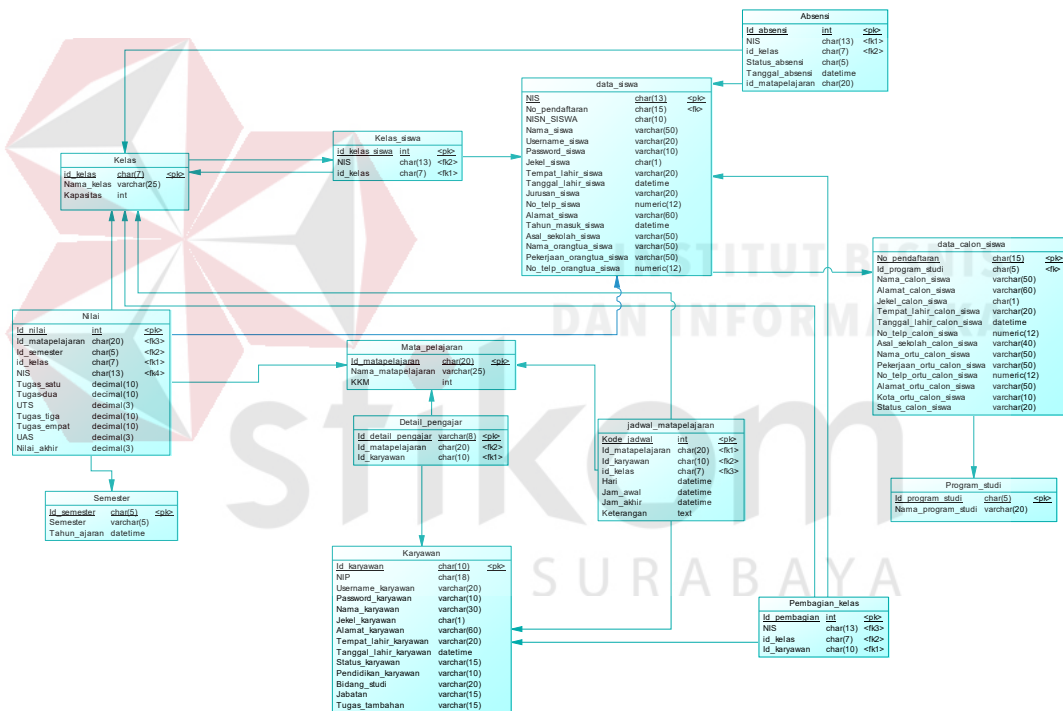 Absensi
Id_absensi int <pk>
NIS char(13) <fk1>
id_kelas char(7) <fk2>
Status_absensi char(5)
Tanggal_absensi datetime
id_matapelajaran char(20)
data_siswa
NIS char(13) <pk>
No_pendaftaran char(15) <fk>
NISN_SISWA char(10)
Nama_siswa varchar(50)
Username_siswa varchar(20)
Password_siswa varchar(10)
Jekel_siswa char(1)
Tempat_lahir_siswa varchar(20)
Tanggal_lahir_siswa datetime
Jurusan_siswa varchar(20)
No_telp_siswa numeric(12)
Alamat_siswa varchar(60)
Tahun_masuk_siswa datetime
Asal_sekolah_siswa varchar(50)
Nama_orangtua_siswa varchar(50)
Pekerjaan_orangtua_siswa varchar(50)
No_telp_orangtua_siswa numeric(12)
Kelas_siswa
id_kelas_siswa int <pk>
NIS char(13) <fk2>
id_kelas char(7) <fk1>
Kelas
id_kelas char(7) <pk>
Nama_kelas varchar(25)
Kapasitas int
data_calon_siswa
No_pendaftaran char(15) <pk>
Id_program_studi char(5) <fk>
Nama_calon_siswa varchar(50)
Alamat_calon_siswa varchar(60)
Jekel_calon_siswa char(1)
Tempat_lahir_calon_siswa varchar(20)
Tanggal_lahir_calon_siswa datetime
No_telp_calon_siswa numeric(12)
Asal_sekolah_calon_siswa varchar(40)
Nama_ortu_calon_siswa varchar(50)
Pekerjaan_ortu_calon_siswa varchar(50)
No_telp_ortu_calon_siswa numeric(12)
Alamat_ortu_calon_siswa varchar(50)
Kota_ortu_calon_siswa varchar(10)
Status_calon_siswa varchar(20)
Nilai
Id_nilai int <pk>
Id_matapelajaran char(20) <fk3>
Id_semester char(5) <fk2>
id_kelas char(7) <fk1>
NIS char(13) <fk4>
Tugas_satu decimal(10)
Tugas-dua decimal(10)
UTS decimal(3)
Tugas_tiga decimal(10)
Tugas_empat decimal(10)
UAS decimal(3)
Nilai_akhir decimal(3)
Mata_pelajaran
Id_matapelajaran char(20) <pk>
Nama_matapelajaran varchar(25)
KKM int
Detail_pengajar
Id_detail_pengajar varchar(8) <pk>
Id_matapelajaran char(20) <fk2>
Id_karyawan char(10) <fk1>
jadwal_matapelajaran
Kode_jadwal int <pk>
Id_matapelajaran char(20) <fk1>
Id_karyawan char(10) <fk2>
id_kelas char(7) <fk3>
Hari datetime
Jam_awal datetime
Jam_akhir datetime
Keterangan text
Semester
Id_semester char(5) <pk>
Semester varchar(5)
Tahun_ajaran datetime
Program_studi
Id_program_studi char(5) <pk>
Nama_program_studi varchar(20)
Karyawan
Id_karyawan char(10) <pk>
NIP char(18)
Username_karyawan varchar(20)
Password_karyawan varchar(10)
Nama_karyawan varchar(30)
Jekel_karyawan char(1)
Alamat_karyawan varchar(60)
Tempat_lahir_karyawan varchar(20)
Tanggal_lahir_karyawan datetime
Status_karyawan varchar(15)
Pendidikan_karyawan varchar(10)
Bidang_studi varchar(20)
Jabatan varchar(15)
Tugas_tambahan varchar(15)
Pembagian_kelas
Id_pembagian int <pk>
NIS char(13) <fk3>
id_kelas char(7) <fk2>
Id_karyawan char(10) <fk1>
stikom
SURABAYA